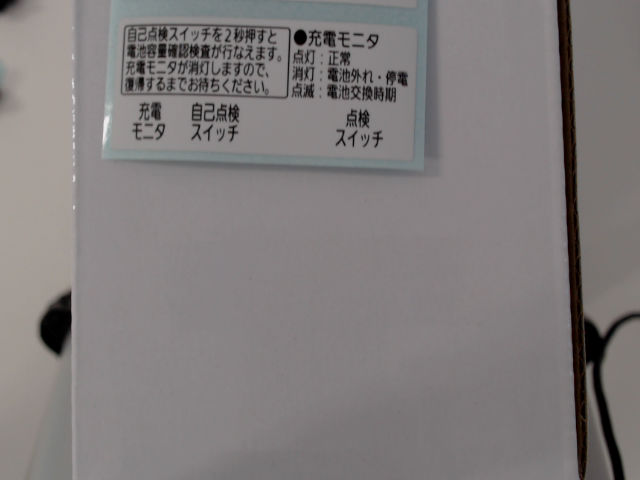 自己点検スイッチを2秒押すと
電池容量確認検査が行なえます。
充電モニタが消灯しますので、
復帰するまでお待ちください。
●充電モニタ
点灯：正常
消灯：電池外れ・停電
点滅：電池交換時期
充電
モニタ
自己点検
スイッチ
点検
スイッチ